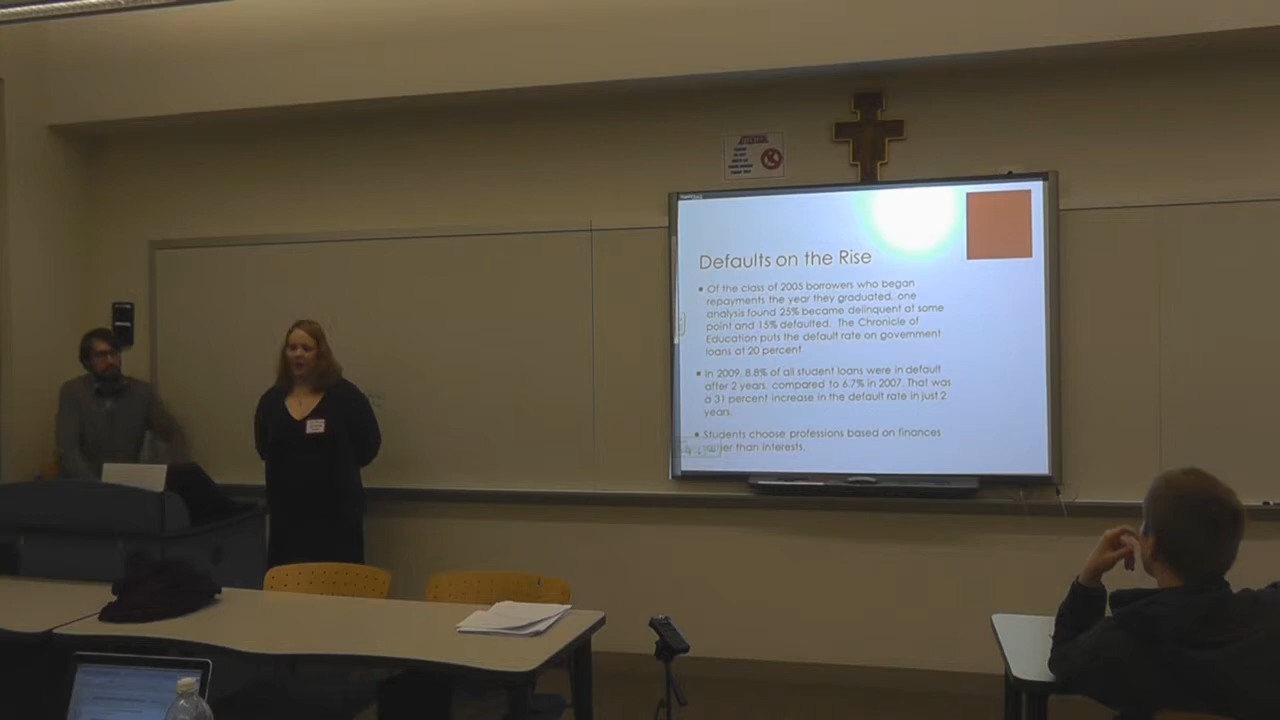 ATTENTION
Defaults on the Rise
Of the class of 2005 borrowers who began
repayments the year they graduated, one
analysis found 25% became delinquent at some
point and 15% defaulted. The Chronicle of
Education puts the default rate on government
loans at 20 percent.
In 2009, 8.8% of all student loans were in default
after 2 years, compared to 6.7% in 2007. That was
a 31 percent increase in the default rate in just 2
years.
Students choose professions based on finances
rather than interests.